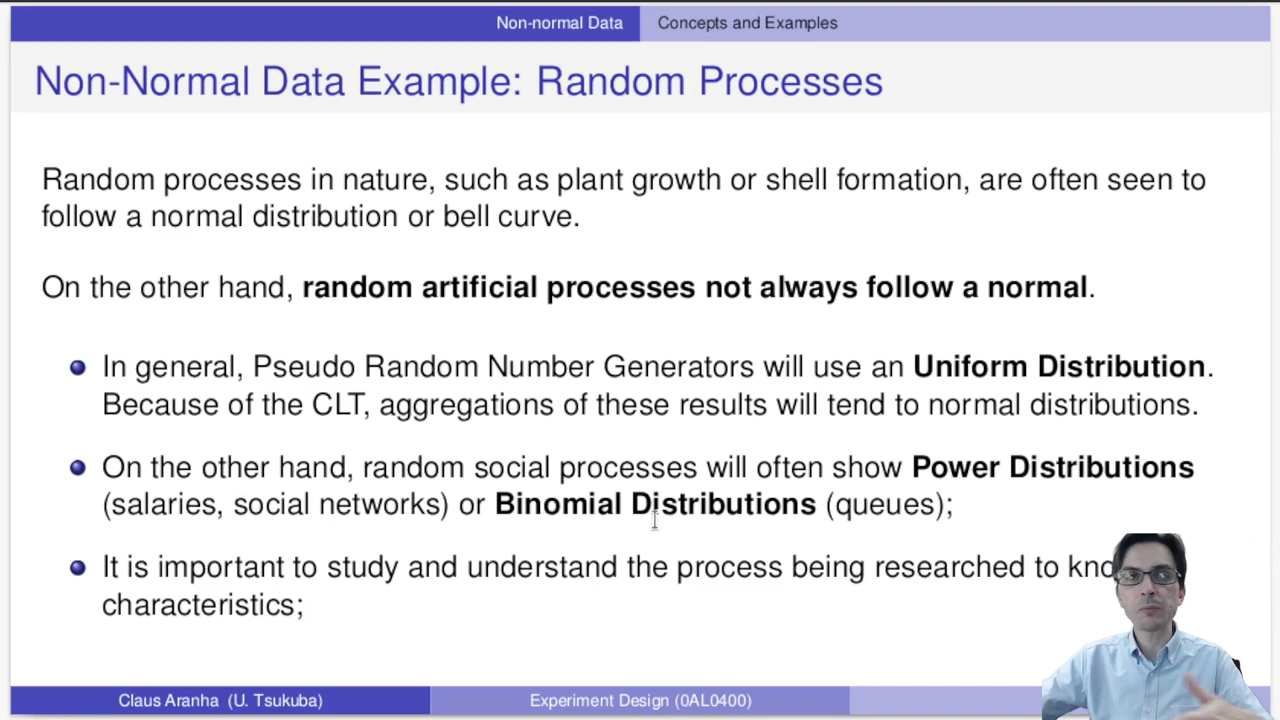 Non-normal Data
Concepts and Examples
Non-Normal Data Example: Random Processes
Random processes in nature, such as plant growth or shell formation, are often seen to
follow a normal distribution or bell curve.
On the other hand, random artificial processes not always follow a normal.
In general, Pseudo Random Number Generators will use an Uniform Distribution.
Because of the CLT, aggregations of these results will tend to normal distributions.
On the other hand, random social processes will often show Power Distributions
(salaries, social networks) or Binomial Distributions (queues);
It is important to study and understand the process being researched to
characteristics;
Claus Aranha (U. Tsukuba)
Experiment Design (0AL0400)